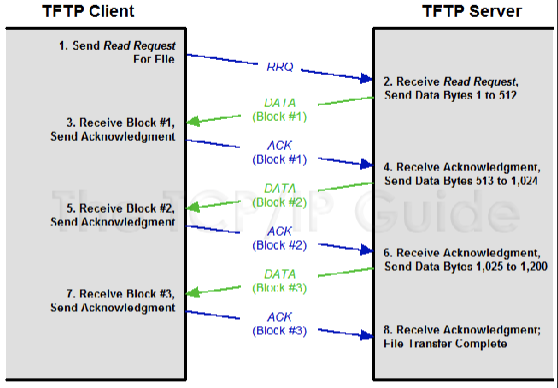 TFTP Client
TFTP Server
1. Send Read Request
For File
RRQ
2. Receive Read Request,
Send Data Bytes 1 to 512
DATA
(Block #1)
3. Receive Block #1,
Send Acknowledgment
ACK
(Block #1)
4. Receive Acknowledgment,
Send Data Bytes 513 to 1,024
DATA
(Block #2)
The TCP/IP Guide
5. Receive Block #2,
Send Acknowledgment
ACK
(Block #2)
6. Receive Acknowledgment,
Send Data Bytes 1,025 to 1,200
DATA
(Block #3)
7. Receive Block #3,
Send Acknowledgment
ACK
(Block #3)
8. Receive Acknowledgment;
File Transfer Complete